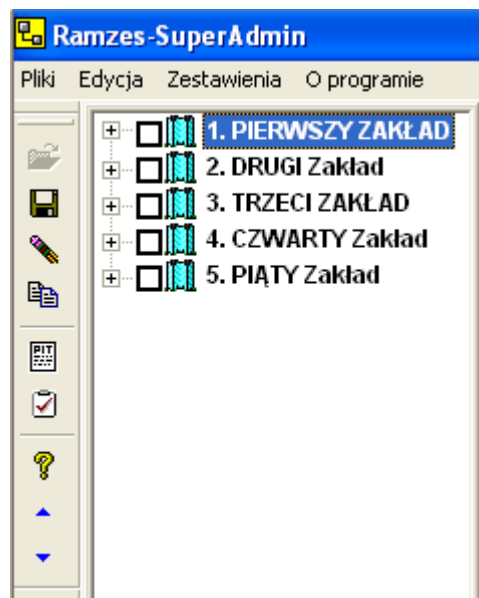 Ramzes-SuperAdmin
Pliki Edycja Zestawienia O programie
1. PIERWSZY ZAKŁAD
2. DRUGI Zakład
3. TRZECI ZAKŁAD
4. CZWARTY Zakład
5. PIĄTY Zakład
PIT